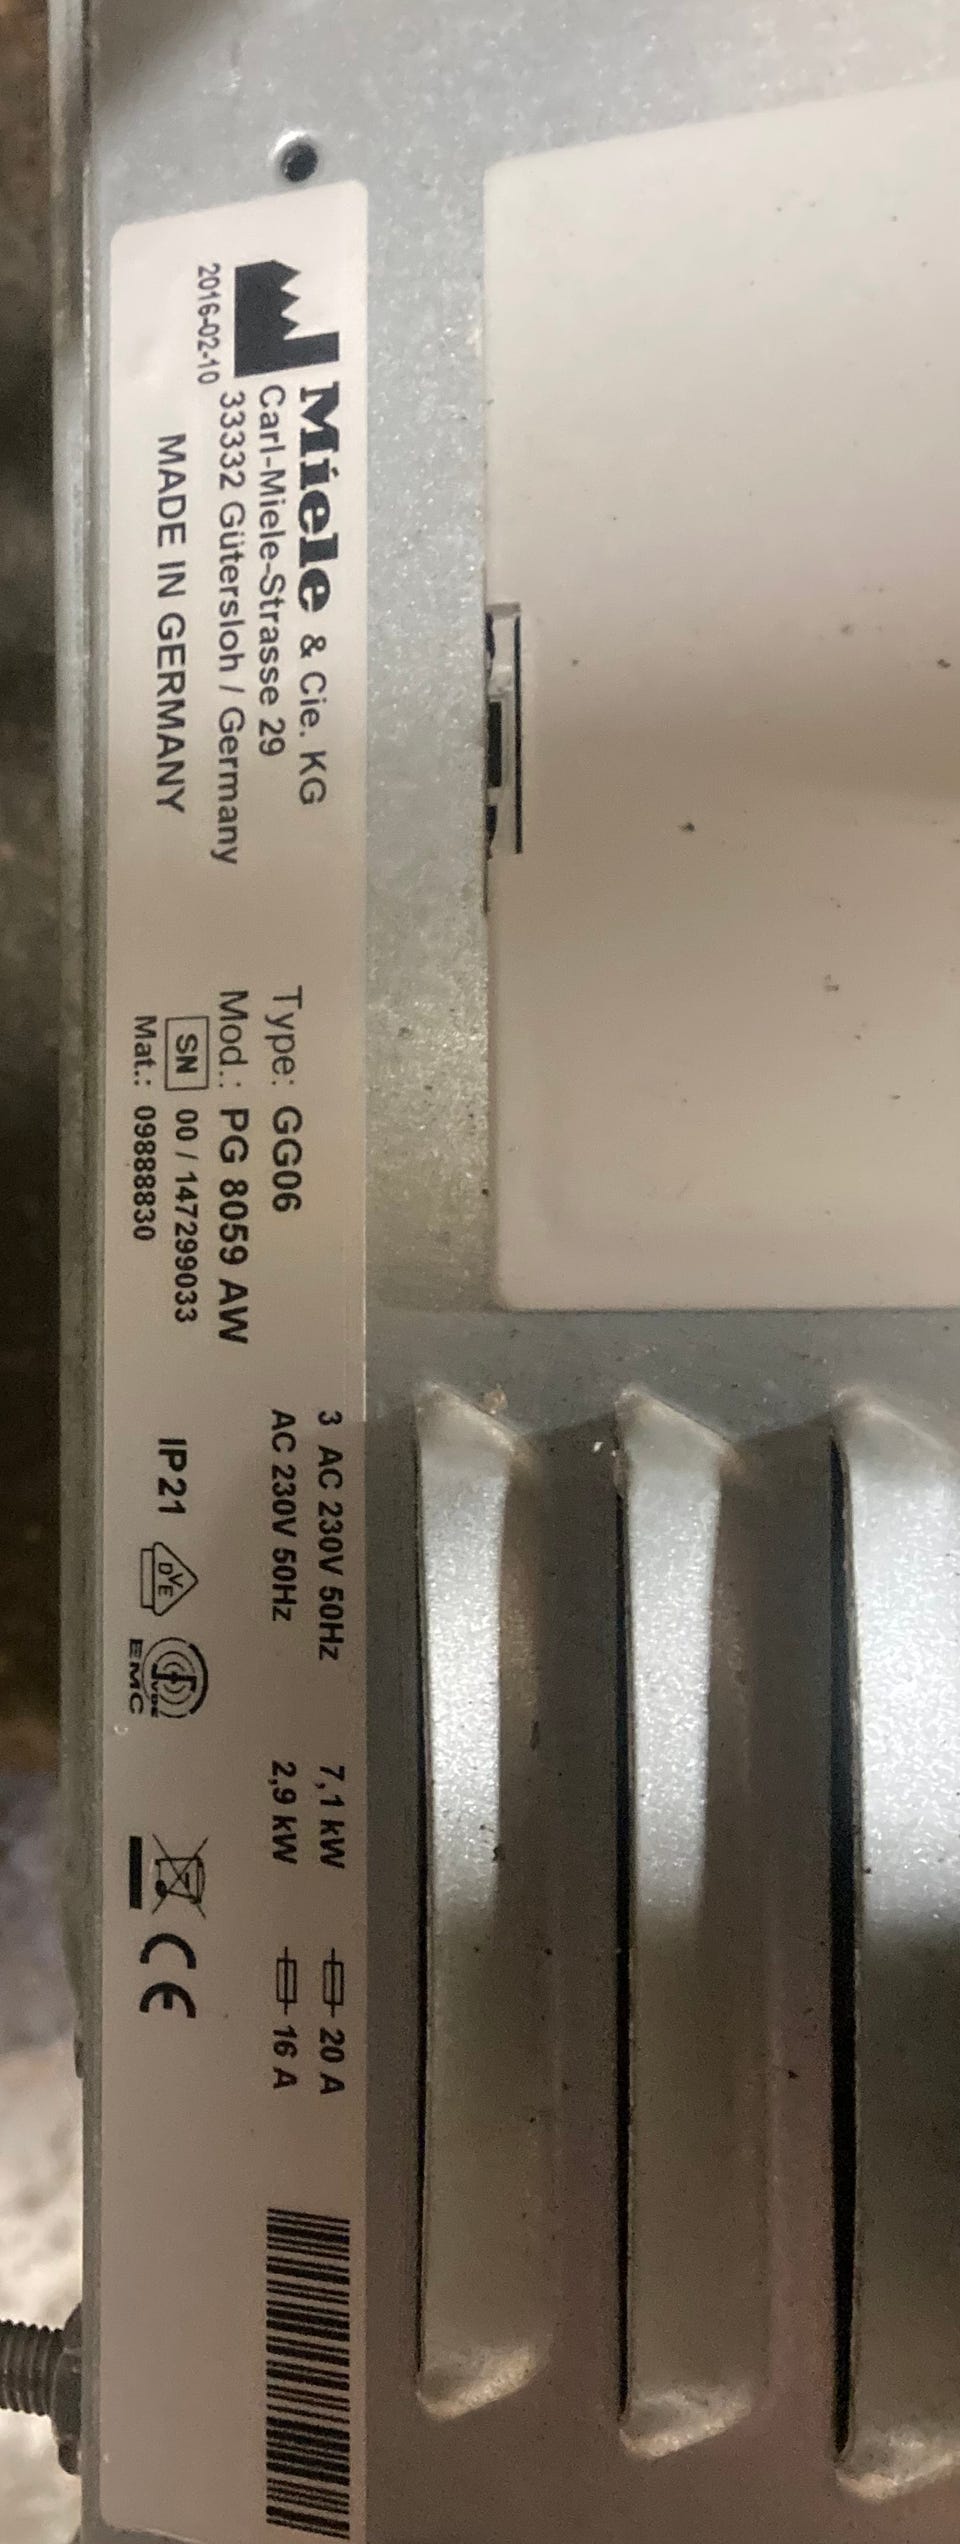 Miele & Cie. KG
Carl-Miele-Strasse 29
33332 Gütersloh / Germany
2016-02-10
MADE IN GERMANY
Type: GG06
Mod.: PG 8059 AW
SN 00 / 147299033
Mat.: 09888830
3 AC 230V 50Hz 7,1 kW 20 A
AC 230V 50Hz 2,9 kW 16 A
IP21
DVE
VDE
EMC
CE